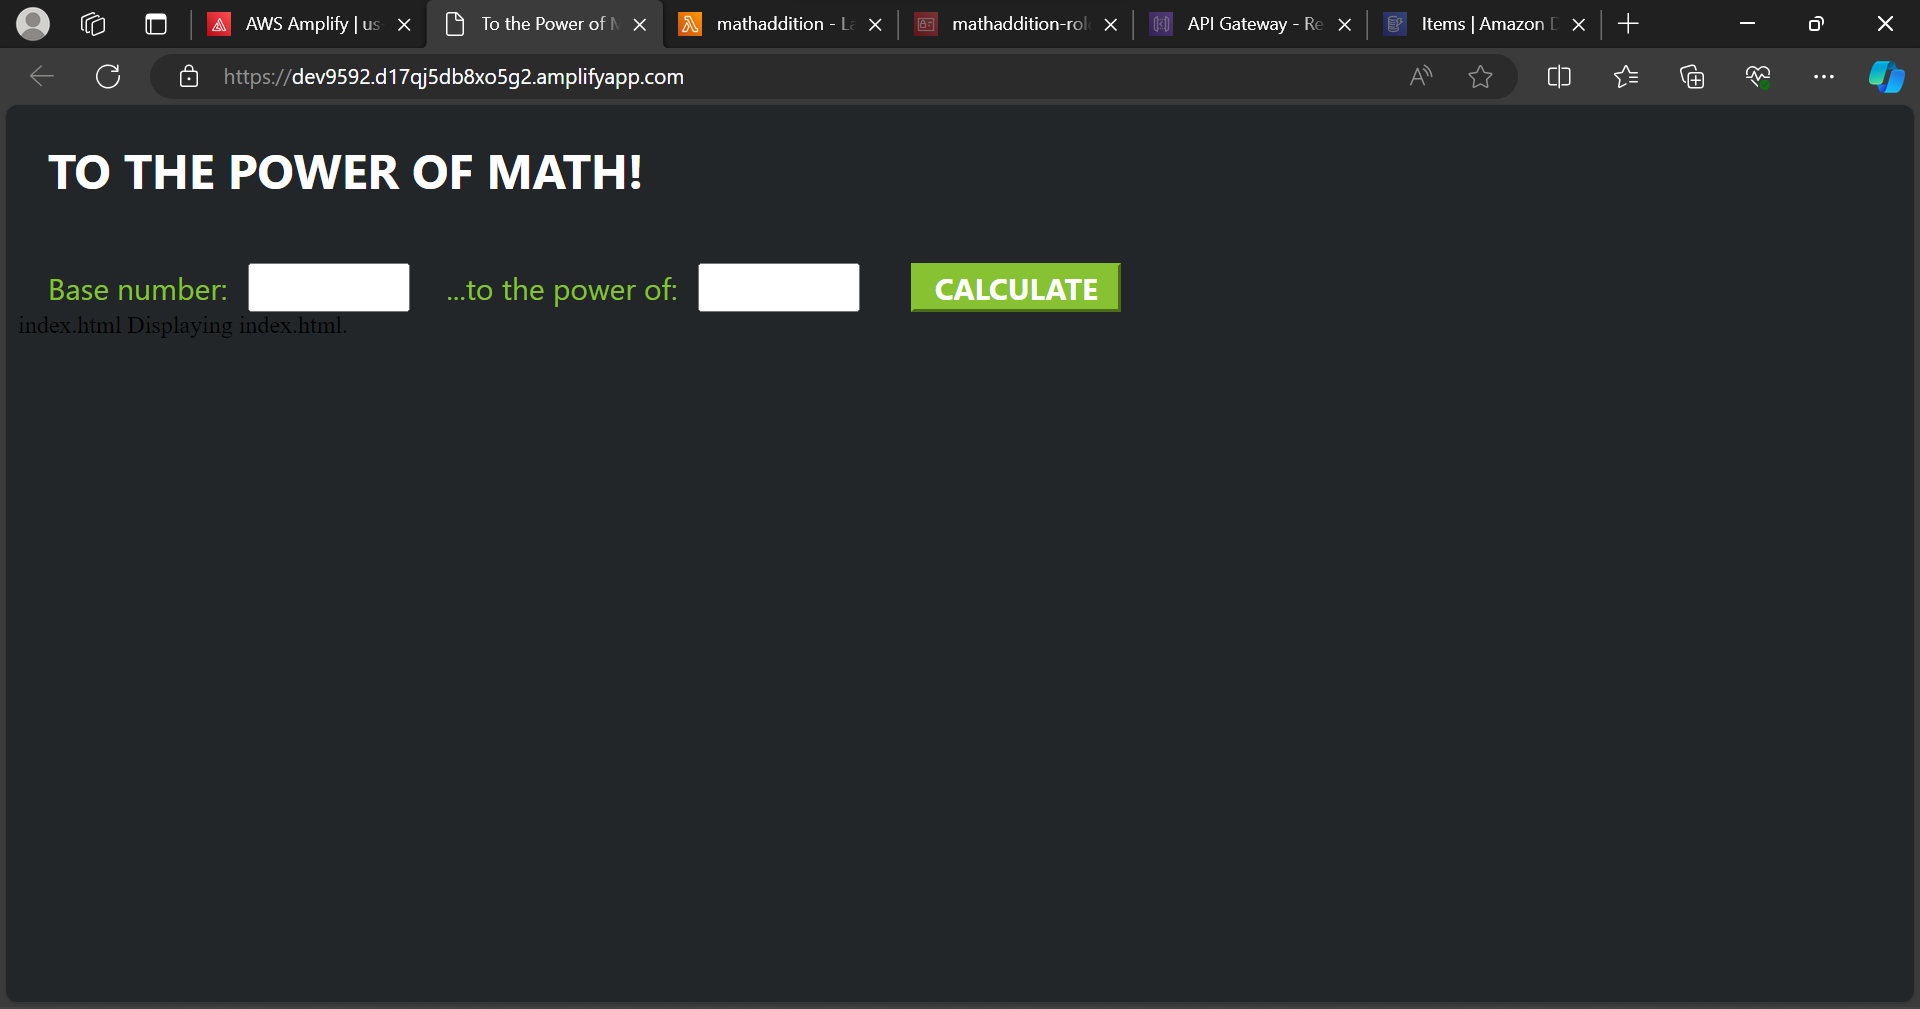 AWS Amplify | us-
To the Power of M
mathaddition - La
mathaddition-rol
API Gateway - Re
Items | Amazon D
https://dev9592.d17qj5db8xo5g2.amplifyapp.com
TO THE POWER OF MATH!
Base number: ...to the power of: CALCULATE
index.html Displaying index.html.